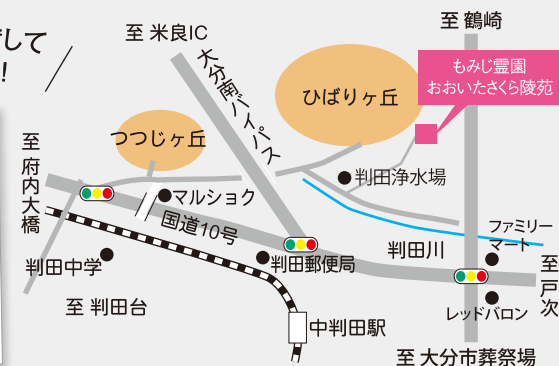 して
!
至 米良IC
至 鶴崎
大分南バイパス
ひばりヶ丘
もみじ霊園
おおいたさくら陵苑
つつじヶ丘
至 府内大橋
マルショク
判田浄水場
国道10号
ファミリー
マート
判田川
判田中学
判田郵便局
至 戸次
至 判田台
レッドバロン
中判田駅
至 大分市葬祭場